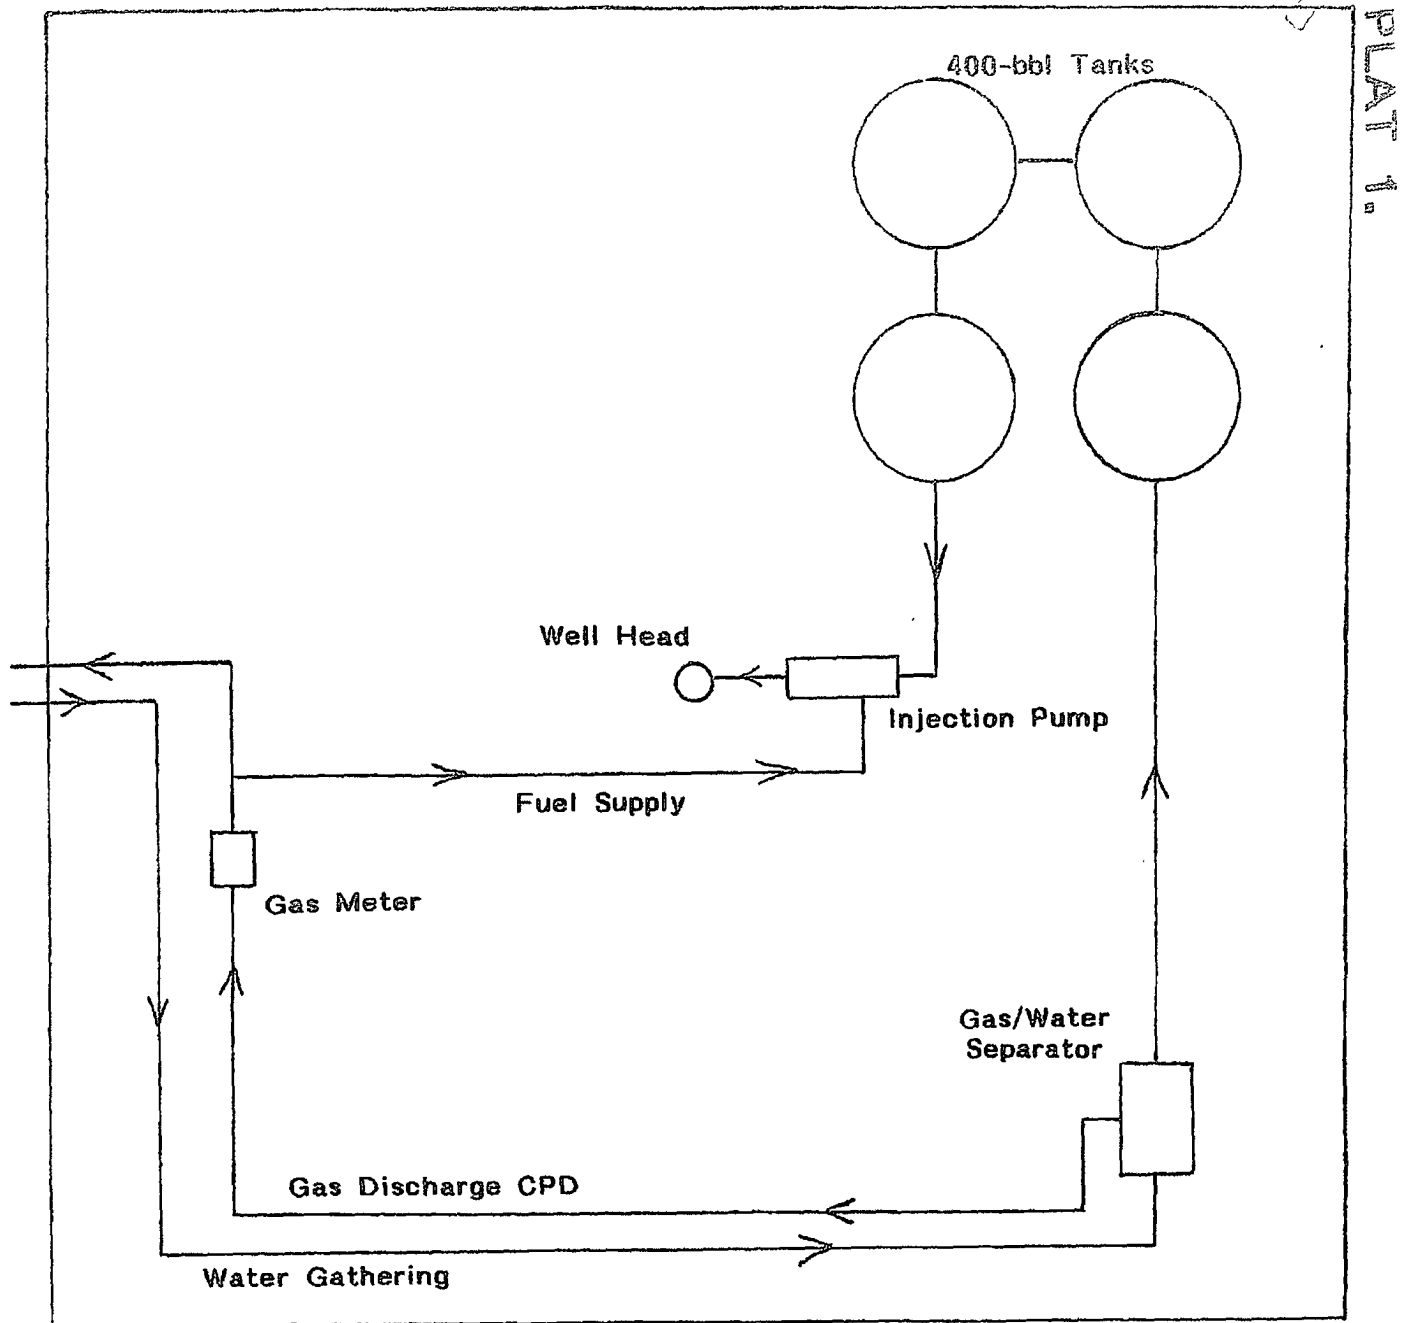 PLAT 1.
400-bbl Tanks
Well Head
Injection Pump
Fuel Supply
Gas Meter
Gas/Water
Separator
Gas Discharge CPD
Water Gathering